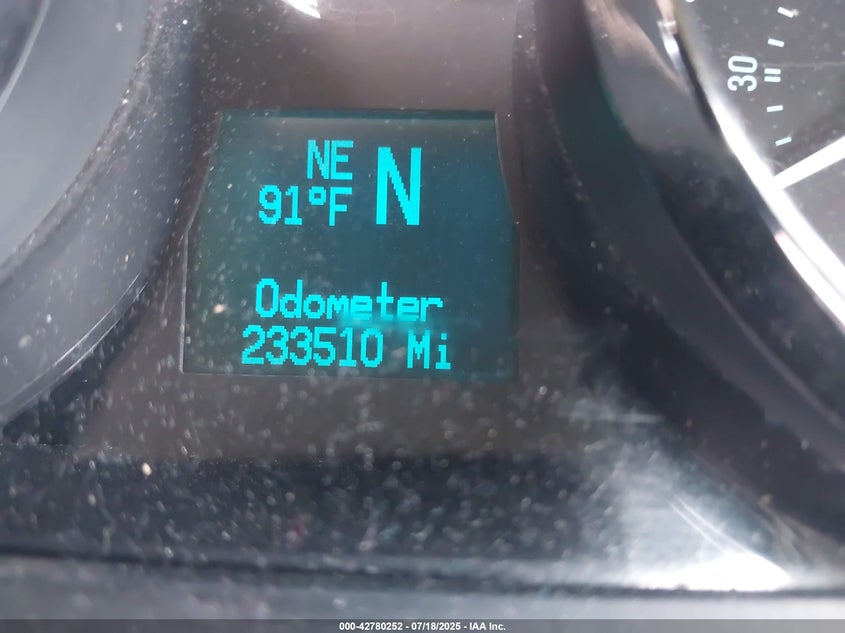 30
NE N
91°F
Odometer
233510 Mi
000-42780252 - 07/18/2025 - IAA Inc.